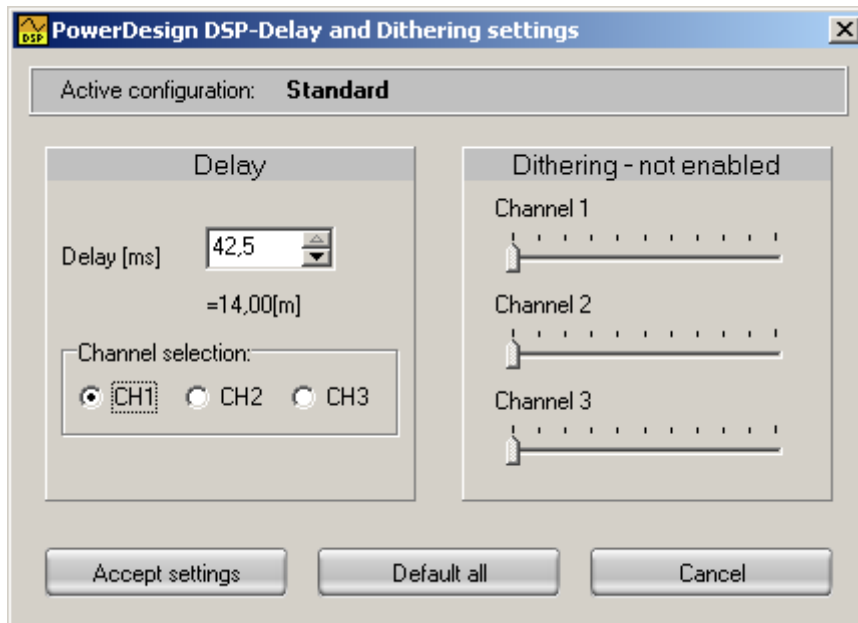 DSP PowerDesign DSP-Delay and Dithering settings
Active configuration: Standard
Delay
Delay [ms] 42,5
=14,00[m]
Channel selection:
CH1 CH2 CH3
Dithering - not enabled
Channel 1
Channel 2
Channel 3
Accept settings Default all Cancel